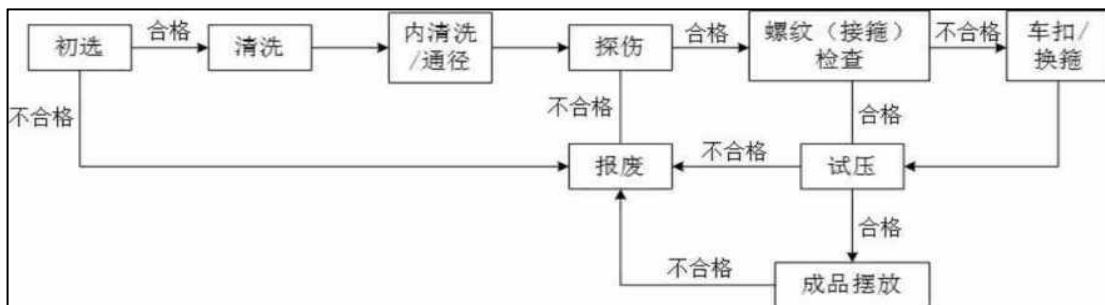 初选
合格
清洗
内清洗
/通径
探伤
合格
螺纹（接箍）
检查
不合格
车扣/
换箍
不合格
不合格
合格
报废
不合格
试压
合格
不合格
成品摆放